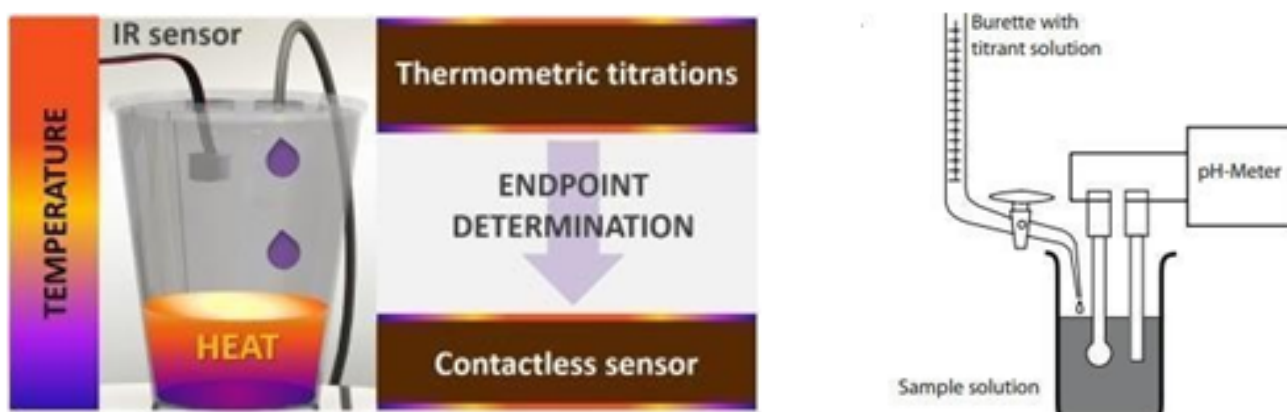 TEMPERATURE
IR sensor
HEAT
Thermometric titrations
ENDPOINT
DETERMINATION
Contactless sensor
Burette with
titrant solution
pH-Meter
Sample solution